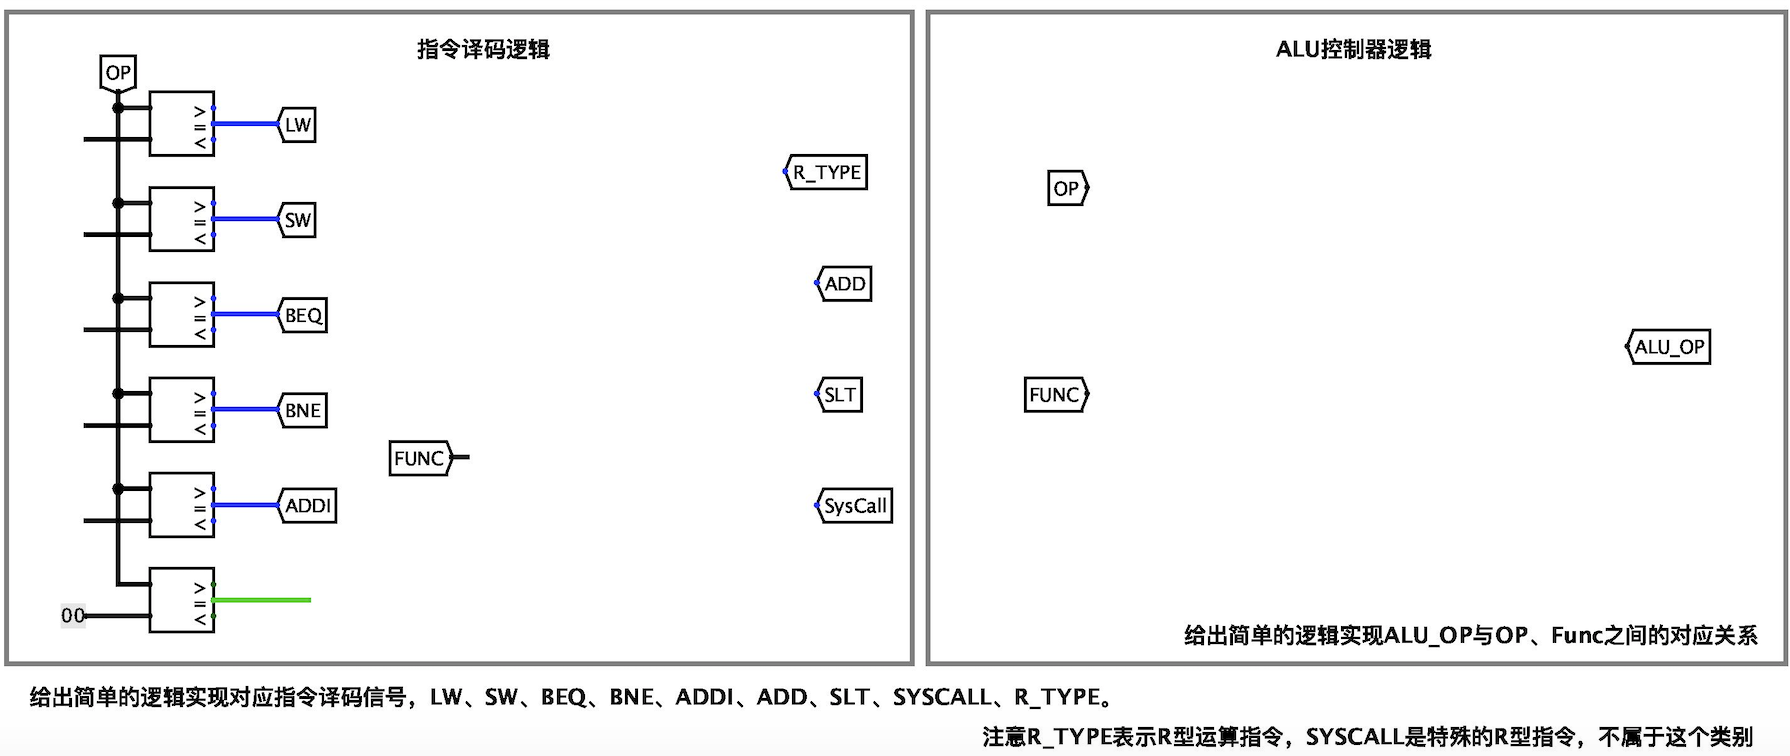 指令译码逻辑
OP
>
=
<
LW
>
=
<
SW
>
=
<
BEQ
>
=
<
BNE
>
=
<
ADDI
>
=
<
00
FUNC
R_TYPE
ADD
SLT
SysCall
ALU控制器逻辑
OP
FUNC
ALU_OP
给出简单的逻辑实现ALU_OP与OP、Func之间的对应关系
给出简单的逻辑实现对应指令译码信号，LW、SW、BEQ、BNE、ADDI、ADD、SLT、SYSCALL、R_TYPE。
注意R_TYPE表示R型运算指令，SYSCALL是特殊的R型指令，不属于这个类别